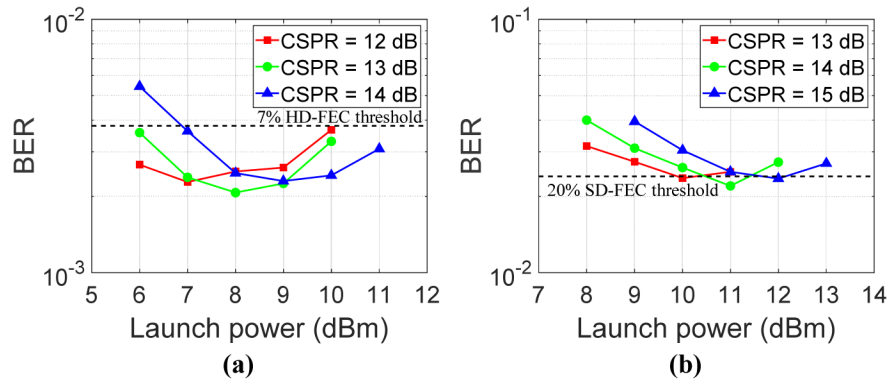 10-2
CSPR = 12 dB
CSPR = 13 dB
CSPR = 14 dB
7% HD-FEC threshold
BER
10-3
5 6 7 8 9 10 11 12
Launch power (dBm)
(a)
10-1
CSPR = 13 dB
CSPR = 14 dB
CSPR = 15 dB
BER
20% SD-FEC threshold
10-2
7 8 9 10 11 12 13 14
Launch power (dBm)
(b)